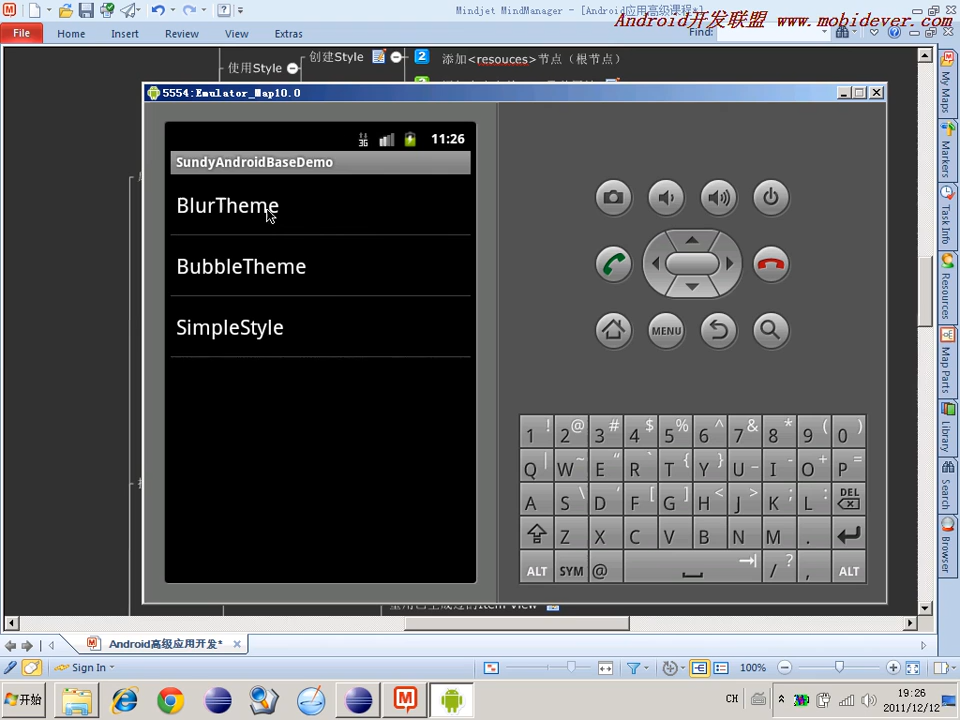 Mindjet MindManager - [Android应用高级课程*]
Android开发联盟 www.mobidever.com
File Home Insert Review View Extras Find:
使用Style
创建Style
2 添加<resouces>节点（根节点）
5554:Emulator_Map10.0
3G 11:26
SundyAndroidBaseDemo
BlurTheme
BubbleTheme
SimpleStyle
MENU
1 ! 2 @ 3 # 4 $ 5 % 6 ^ 7 & 8 * 9 ( 0 )
Q | W ~ E “ R ` T { Y } U _ I - O + P =
A S \ D ' F [ G ] H < J > K ; L : DEL
Z X C V B N M .
ALT SYM @ / ? , ALT
My Maps
Markers
Task Info
Resources
Map Parts
Library
Search
Browser
Android高级应用开发*
Sign In
100%
开始
CH
19:26
2011/12/12